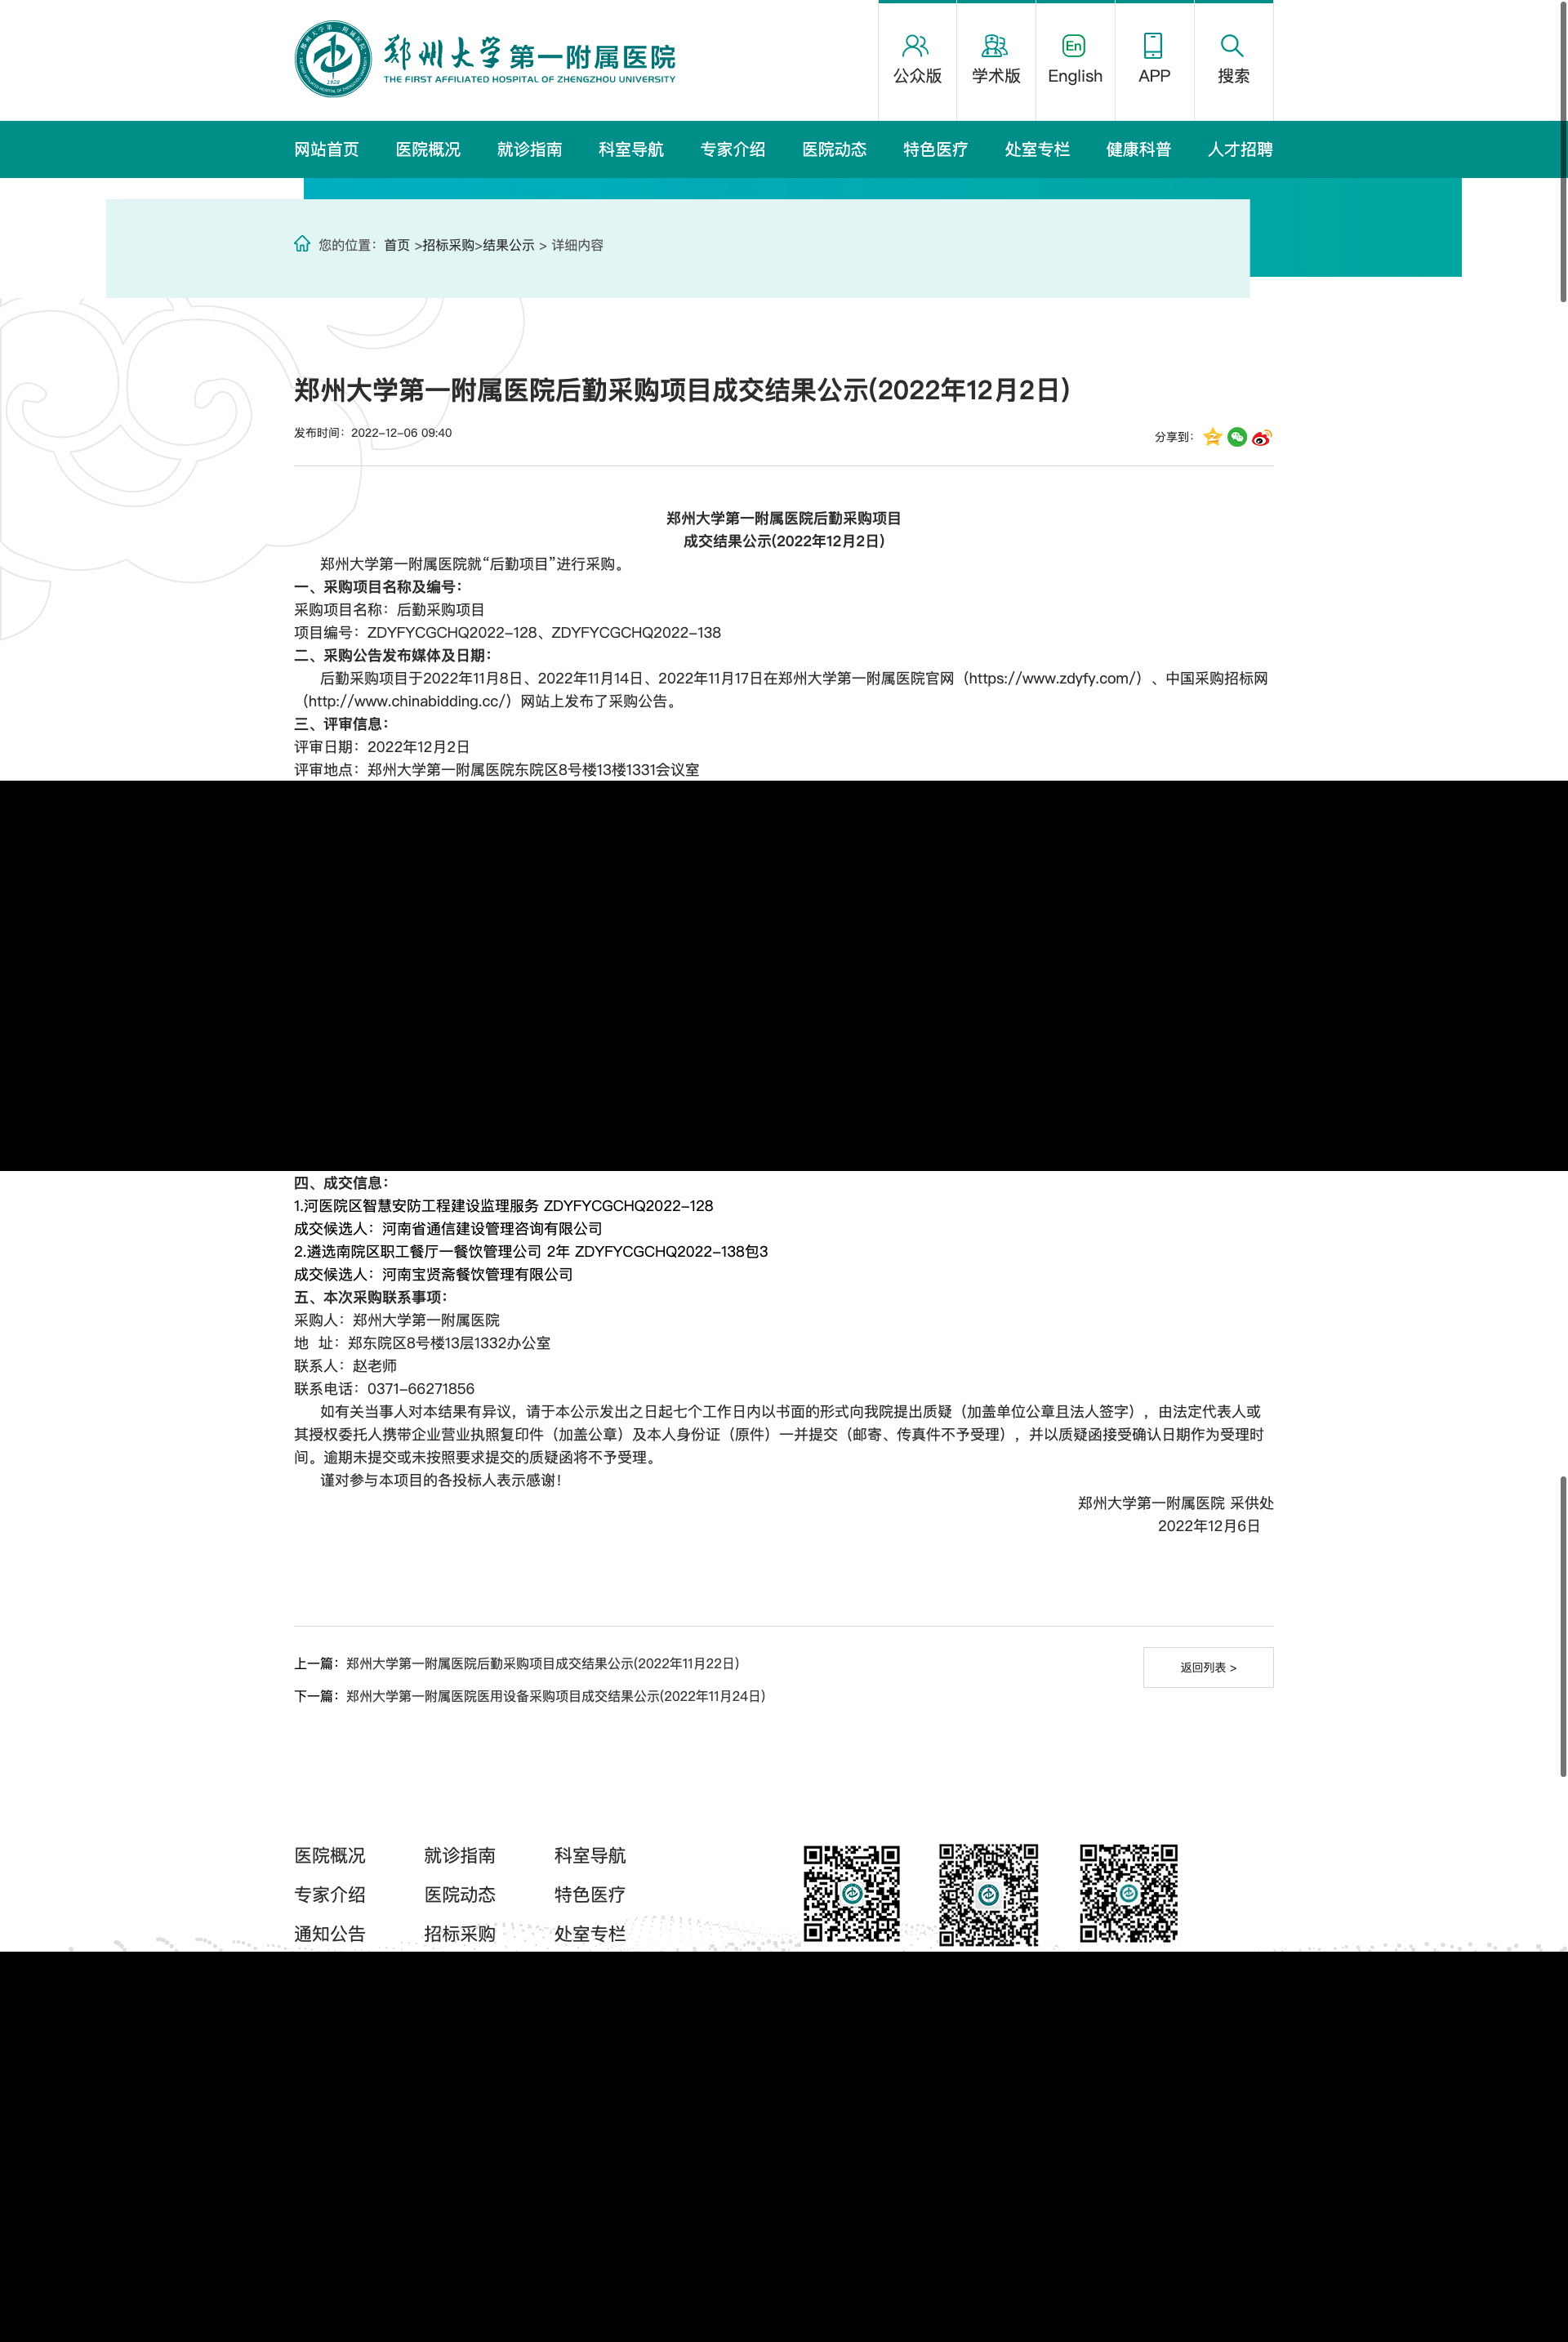 郑州大学第一附属医院
THE FIRST AFFILIATED HOSPITAL OF ZHENGZHOU UNIVERSITY
1928
公众版
学术版
En
English
APP
搜索
网站首页 医院概况 就诊指南 科室导航 专家介绍 医院动态 特色医疗 处室专栏 健康科普 人才招聘
您的位置：首页 >招标采购>结果公示 > 详细内容
郑州大学第一附属医院后勤采购项目成交结果公示(2022年12月2日)
发布时间：2022-12-06 09:40
分享到：
郑州大学第一附属医院后勤采购项目
成交结果公示(2022年12月2日)
郑州大学第一附属医院就“后勤项目”进行采购。
一、采购项目名称及编号：
采购项目名称：后勤采购项目
项目编号：ZDYFYCGCHQ2022-128、ZDYFYCGCHQ2022-138
二、采购公告发布媒体及日期：
后勤采购项目于2022年11月8日、2022年11月14日、2022年11月17日在郑州大学第一附属医院官网（https://www.zdyfy.com/）、中国采购招标网
（http://www.chinabidding.cc/）网站上发布了采购公告。
三、评审信息：
评审日期：2022年12月2日
评审地点：郑州大学第一附属医院东院区8号楼13楼1331会议室
四、成交信息：
1.河医院区智慧安防工程建设监理服务 ZDYFYCGCHQ2022-128
成交候选人：河南省通信建设管理咨询有限公司
2.遴选南院区职工餐厅一餐饮管理公司 2年 ZDYFYCGCHQ2022-138包3
成交候选人：河南宝贤斋餐饮管理有限公司
五、本次采购联系事项：
采购人：郑州大学第一附属医院
地  址：郑东院区8号楼13层1332办公室
联系人：赵老师
联系电话：0371-66271856
如有关当事人对本结果有异议，请于本公示发出之日起七个工作日内以书面的形式向我院提出质疑（加盖单位公章且法人签字），由法定代表人或
其授权委托人携带企业营业执照复印件（加盖公章）及本人身份证（原件）一并提交（邮寄、传真件不予受理），并以质疑函接受确认日期作为受理时
间。逾期未提交或未按照要求提交的质疑函将不予受理。
谨对参与本项目的各投标人表示感谢！
郑州大学第一附属医院 采供处
2022年12月6日
上一篇：郑州大学第一附属医院后勤采购项目成交结果公示(2022年11月22日)
返回列表 >
下一篇：郑州大学第一附属医院医用设备采购项目成交结果公示(2022年11月24日)
医院概况 就诊指南 科室导航
专家介绍 医院动态 特色医疗
通知公告 招标采购 处室专栏